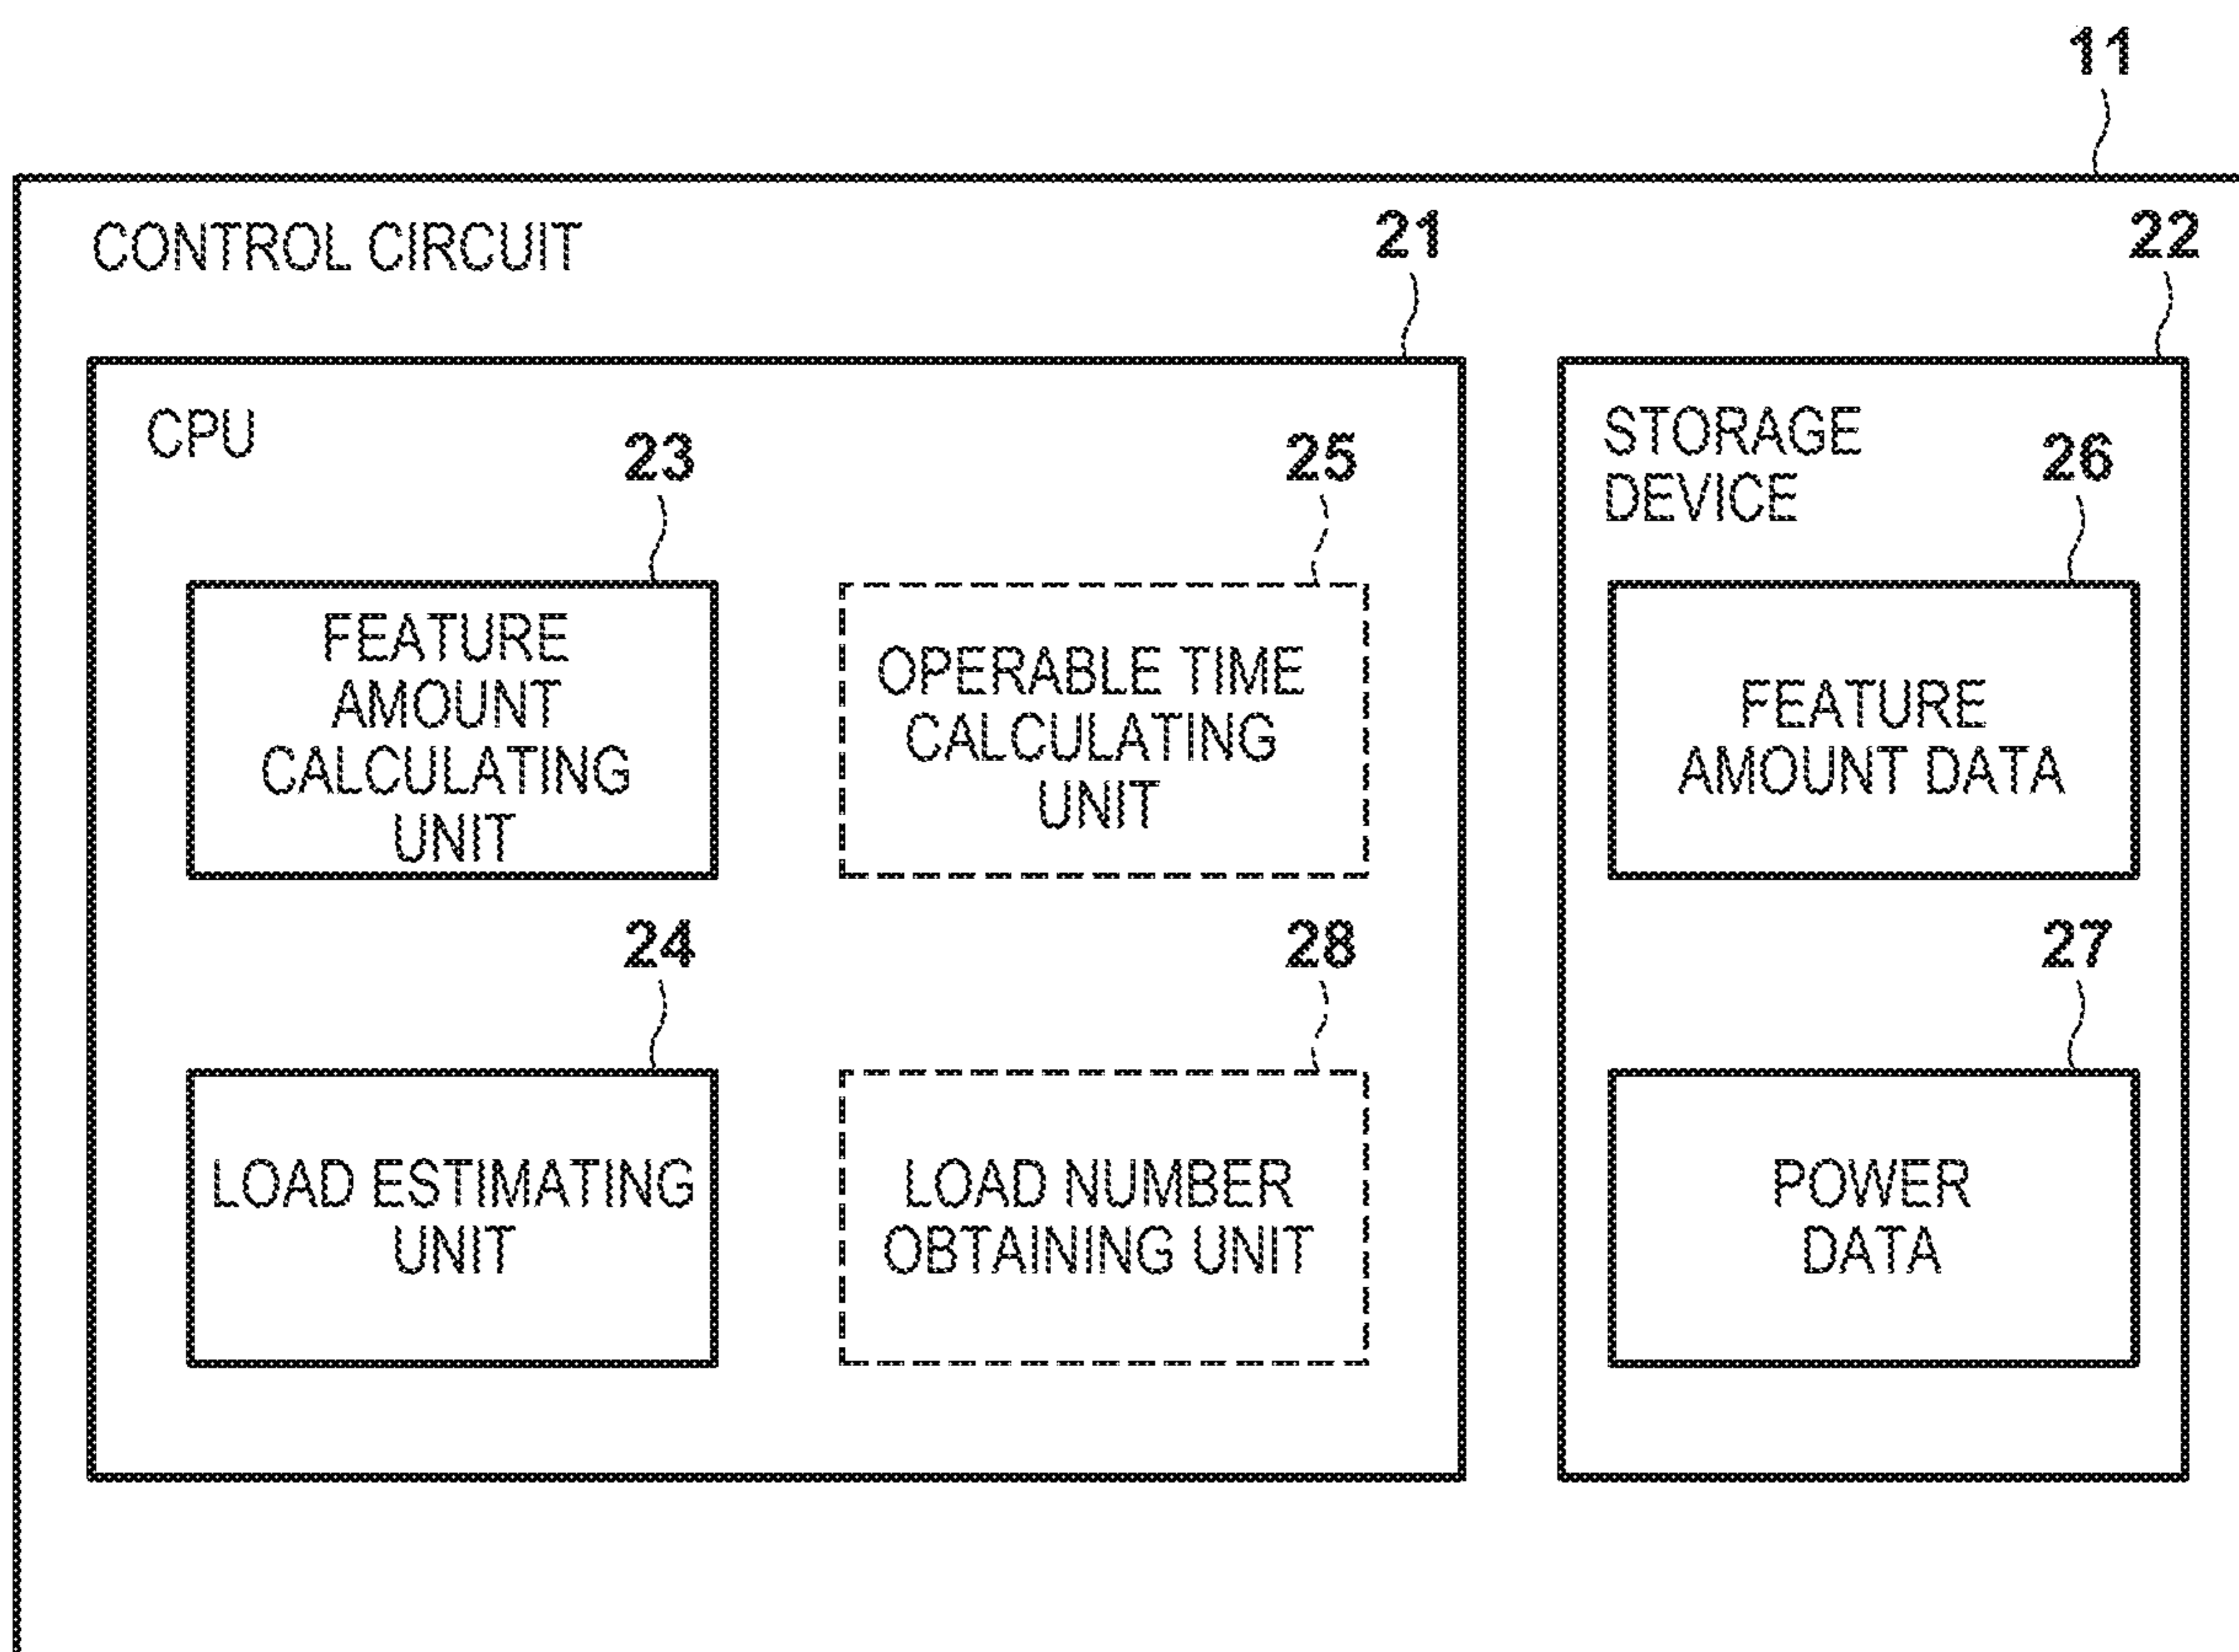 11
CONTROL CIRCUIT
21
22
CPU
23
25
STORAGE
DEVICE
26
FEATURE
AMOUNT
CALCULATING
UNIT
OPERABLE TIME
CALCULATING
UNIT
FEATURE
AMOUNT DATA
24
28
27
LOAD ESTIMATING
UNIT
LOAD NUMBER
OBTAINING UNIT
POWER
DATA